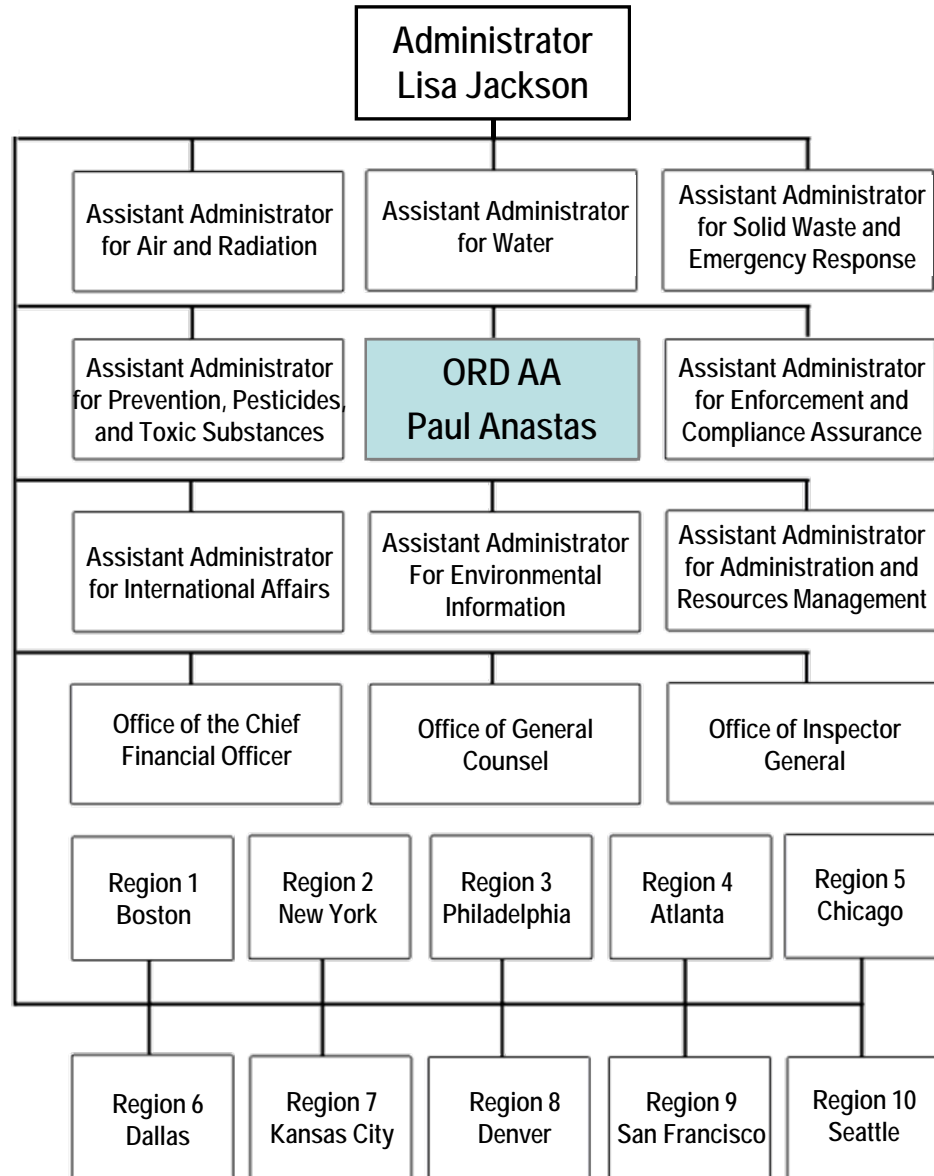 Administrator
Lisa Jackson
Assistant Administrator
for Air and Radiation
Assistant Administrator
for Water
Assistant Administrator
for Solid Waste and
Emergency Response
Assistant Administrator
for Prevention, Pesticides,
and Toxic Substances
ORD AA
Paul Anastas
Assistant Administrator
for Enforcement and
Compliance Assurance
Assistant Administrator
for International Affairs
Assistant Administrator
For Environmental
Information
Assistant Administrator
for Administration and
Resources Management
Office of the Chief
Financial Officer
Office of General
Counsel
Office of Inspector
General
Region 1
Boston
Region 2
New York
Region 3
Philadelphia
Region 4
Atlanta
Region 5
Chicago
Region 6
Dallas
Region 7
Kansas City
Region 8
Denver
Region 9
San Francisco
Region 10
Seattle